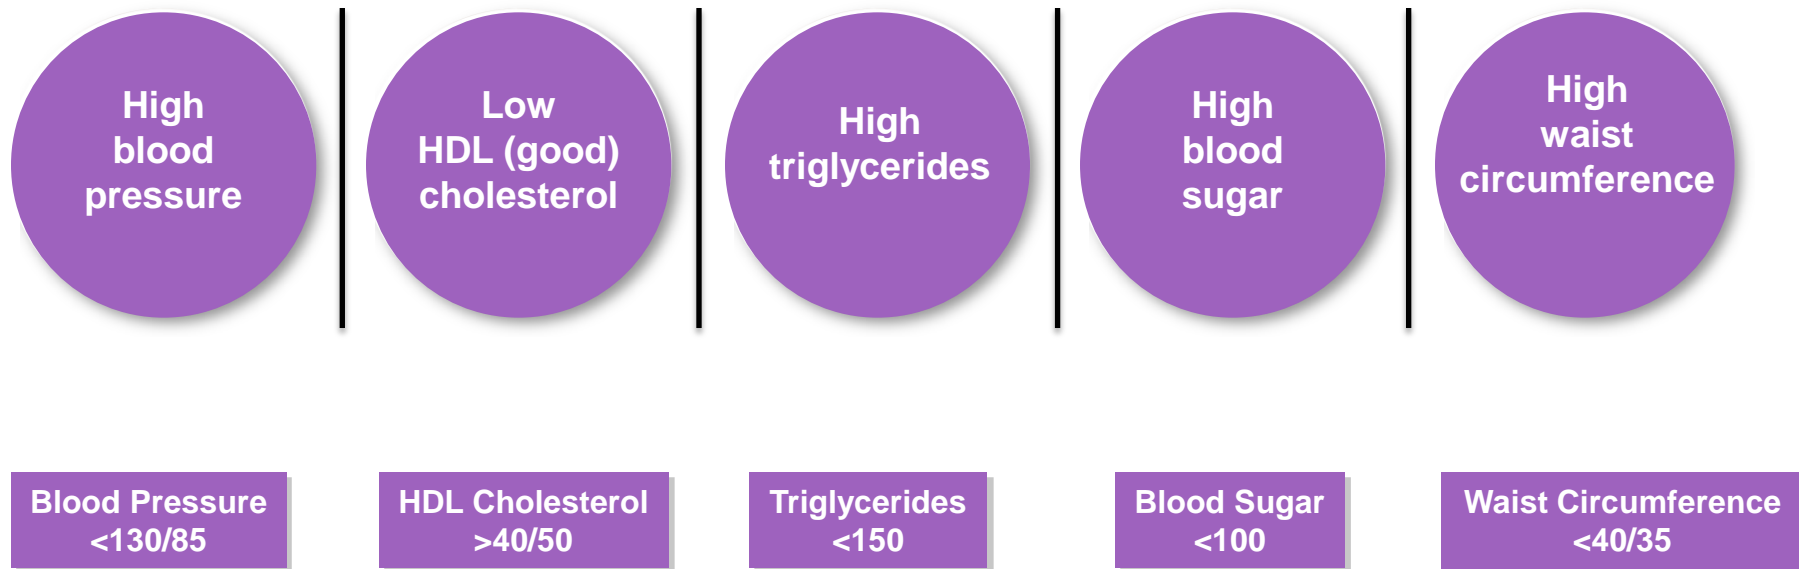 High
blood
pressure
Low
HDL (good)
cholesterol
High
triglycerides
High
blood
sugar
High
waist
circumference
Blood Pressure
<130/85
HDL Cholesterol
>40/50
Triglycerides
<150
Blood Sugar
<100
Waist Circumference
<40/35